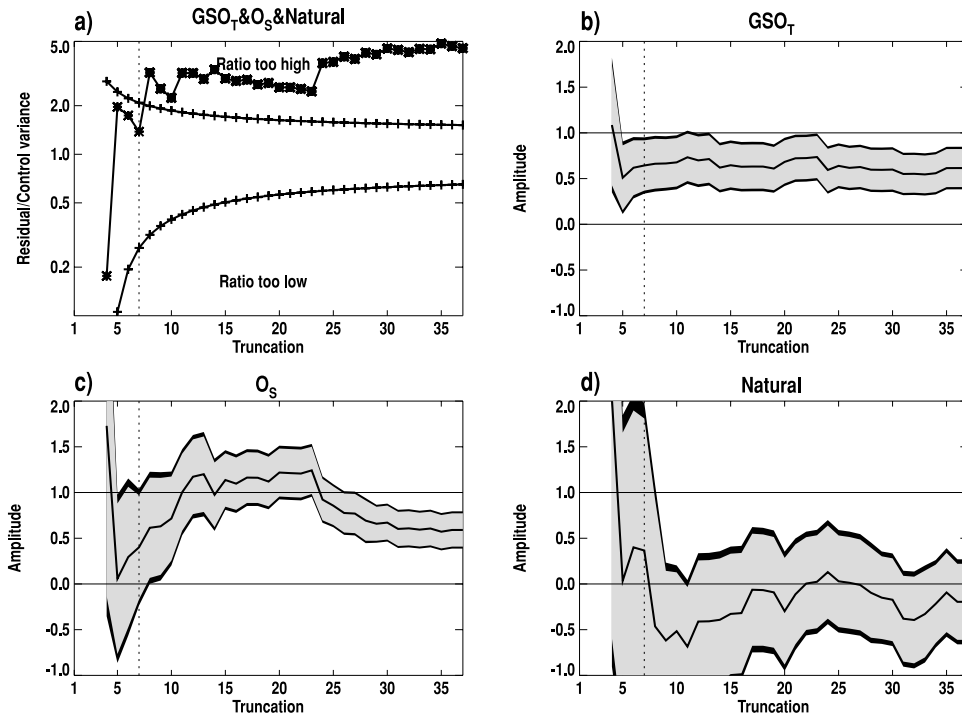 a) GSO_T&O_S&Natural
5.0
2.0
1.0
0.5
0.2
Residual/Control variance
Ratio too high
Ratio too low
1 5 10 15 20 25 30 35
Truncation
b) GSO_T
2.0
1.5
1.0
0.5
0.0
-0.5
-1.0
Amplitude
1 5 10 15 20 25 30 35
Truncation
c) O_S
2.0
1.5
1.0
0.5
0.0
-0.5
-1.0
Amplitude
1 5 10 15 20 25 30 35
Truncation
d) Natural
2.0
1.5
1.0
0.5
0.0
-0.5
-1.0
Amplitude
1 5 10 15 20 25 30 35
Truncation